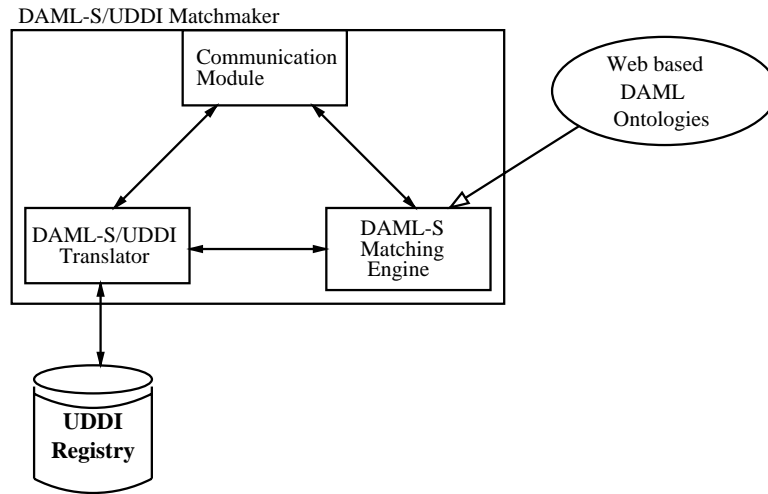 DAML-S/UDDI Matchmaker
Communication
Module
Web based
DAML
Ontologies
DAML-S/UDDI
Translator
DAML-S
Matching
Engine
UDDI
Registry